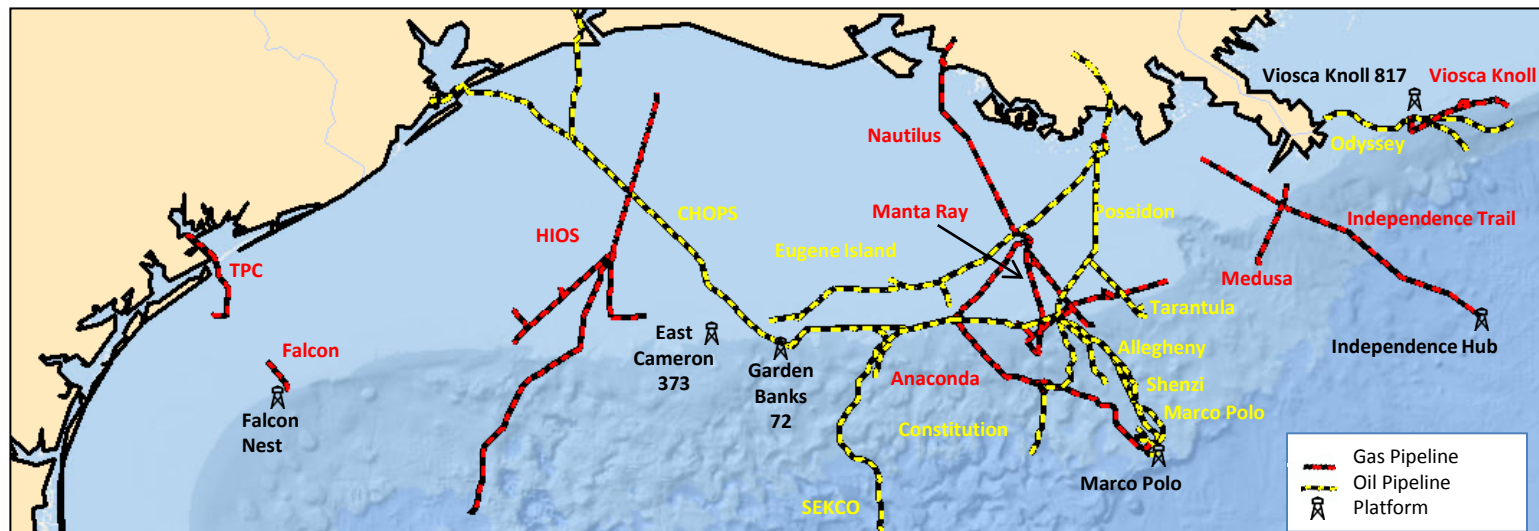 Viosca Knoll 817
Viosca Knoll
Nautilus
Odyssey
Manta Ray
CHOPS
Poseidon
HIOS
Eugene Island
Independence Trail
TPC
Medusa
Tarantula
East
Cameron
373
Independence Hub
Falcon
Allegheny
Garden
Banks
72
Anaconda
Shenzi
Marco Polo
Falcon
Nest
Constitution
Marco Polo
SEKCO
Gas Pipeline
Oil Pipeline
Platform